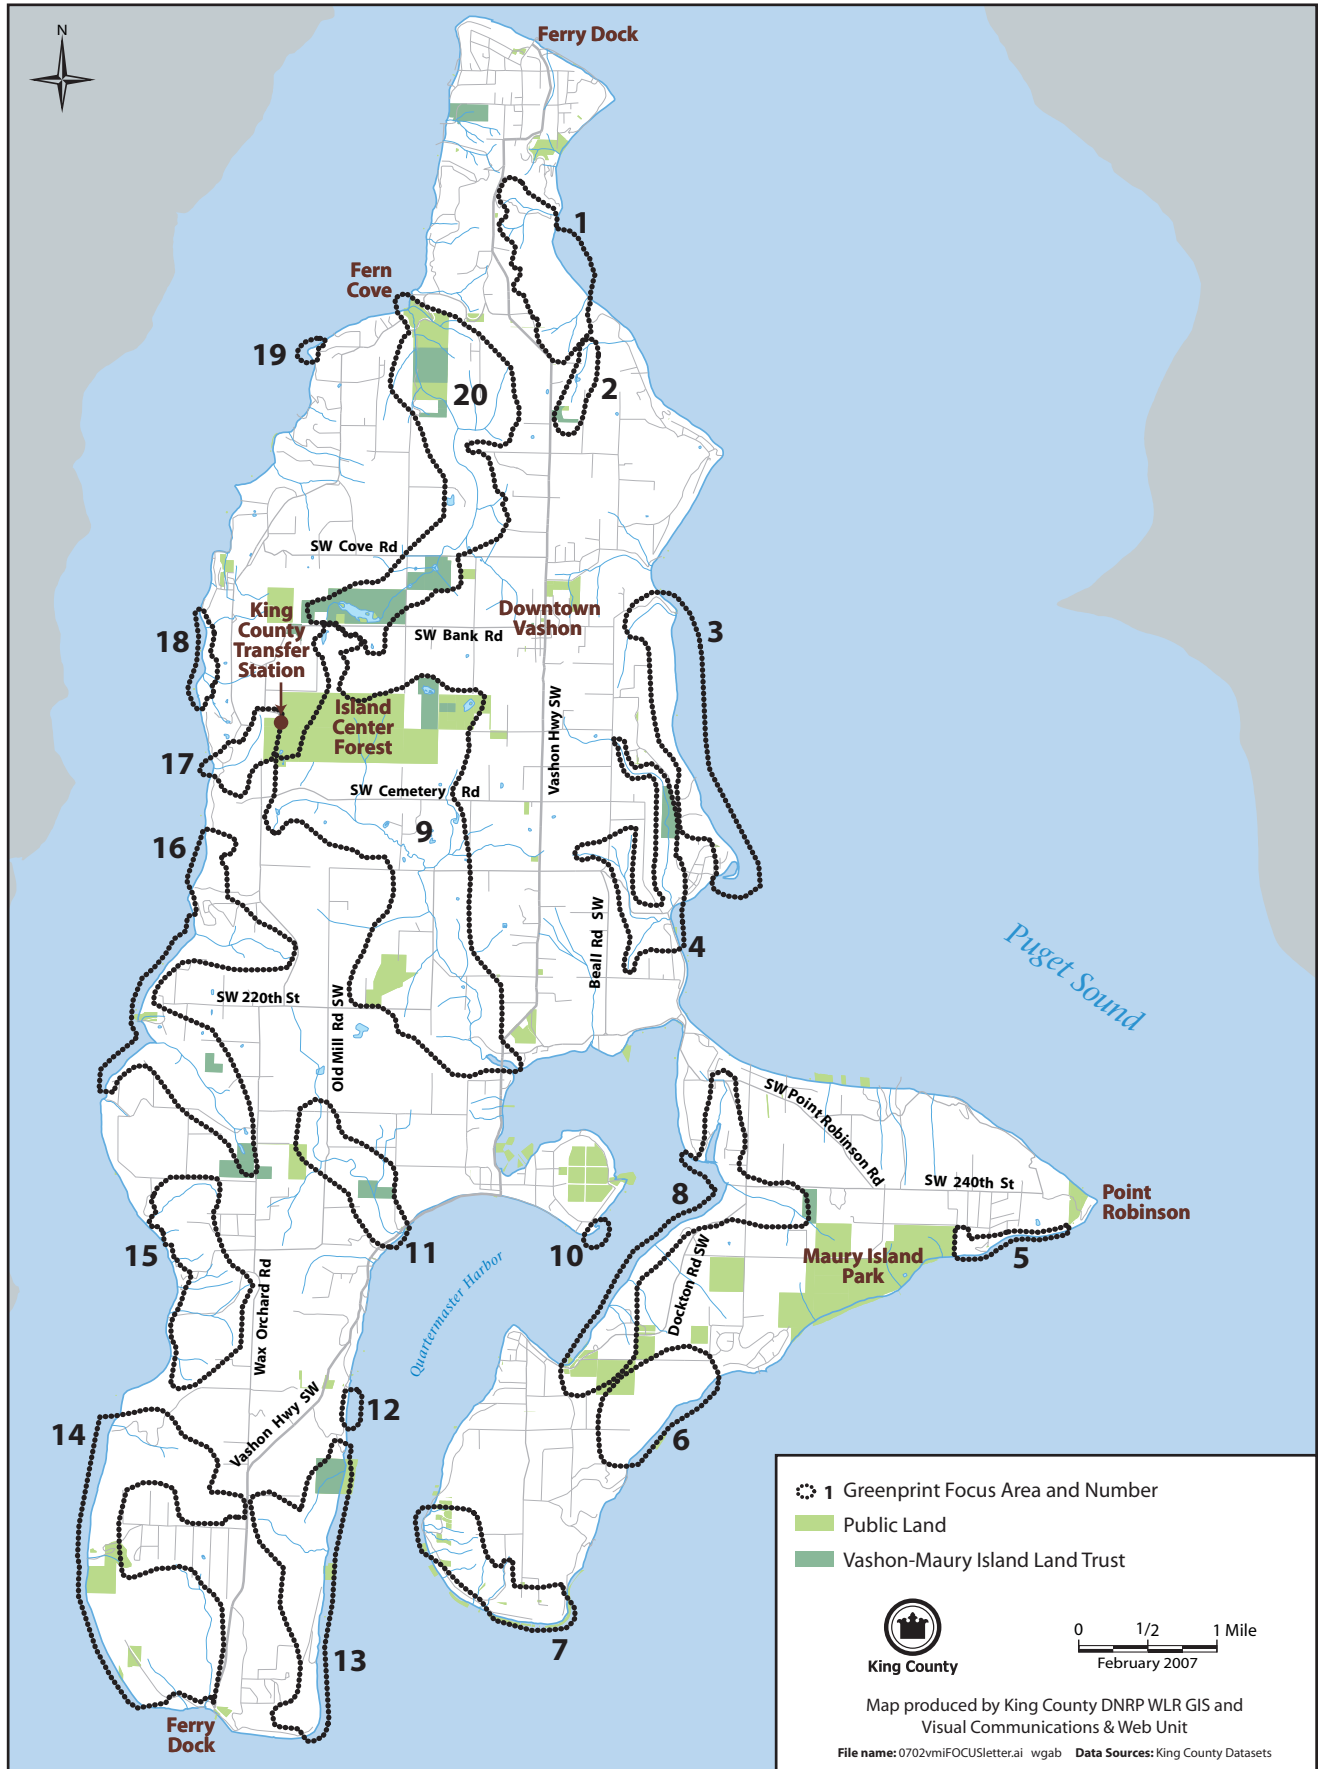 N
Ferry Dock
1
Fern
Cove
19
20
2
SW Cove Rd
King
County
Transfer
Station
Downtown
Vashon
SW Bank Rd
18
3
Island
Center
Forest
Vashon Hwy SW
17
SW Cemetery Rd
16
9
Beall Rd SW
4
Puget Sound
SW 220th St
Old Mill Rd SW
SW Point Robinson Rd
SW 240th St
8
Point
Robinson
15
11
10
5
Maury Island
Park
Wax Orchard Rd
Quartermaster Harbor
Dockton Rd SW
12
14
Vashon Hwy SW
6
13
7
Ferry
Dock
1 Greenprint Focus Area and Number
Public Land
Vashon-Maury Island Land Trust
King County
0 1/2 1 Mile
February 2007
Map produced by King County DNRP WLR GIS and
Visual Communications & Web Unit
File name: 0702vmiFOCUSletter.ai wgab Data Sources: King County Datasets